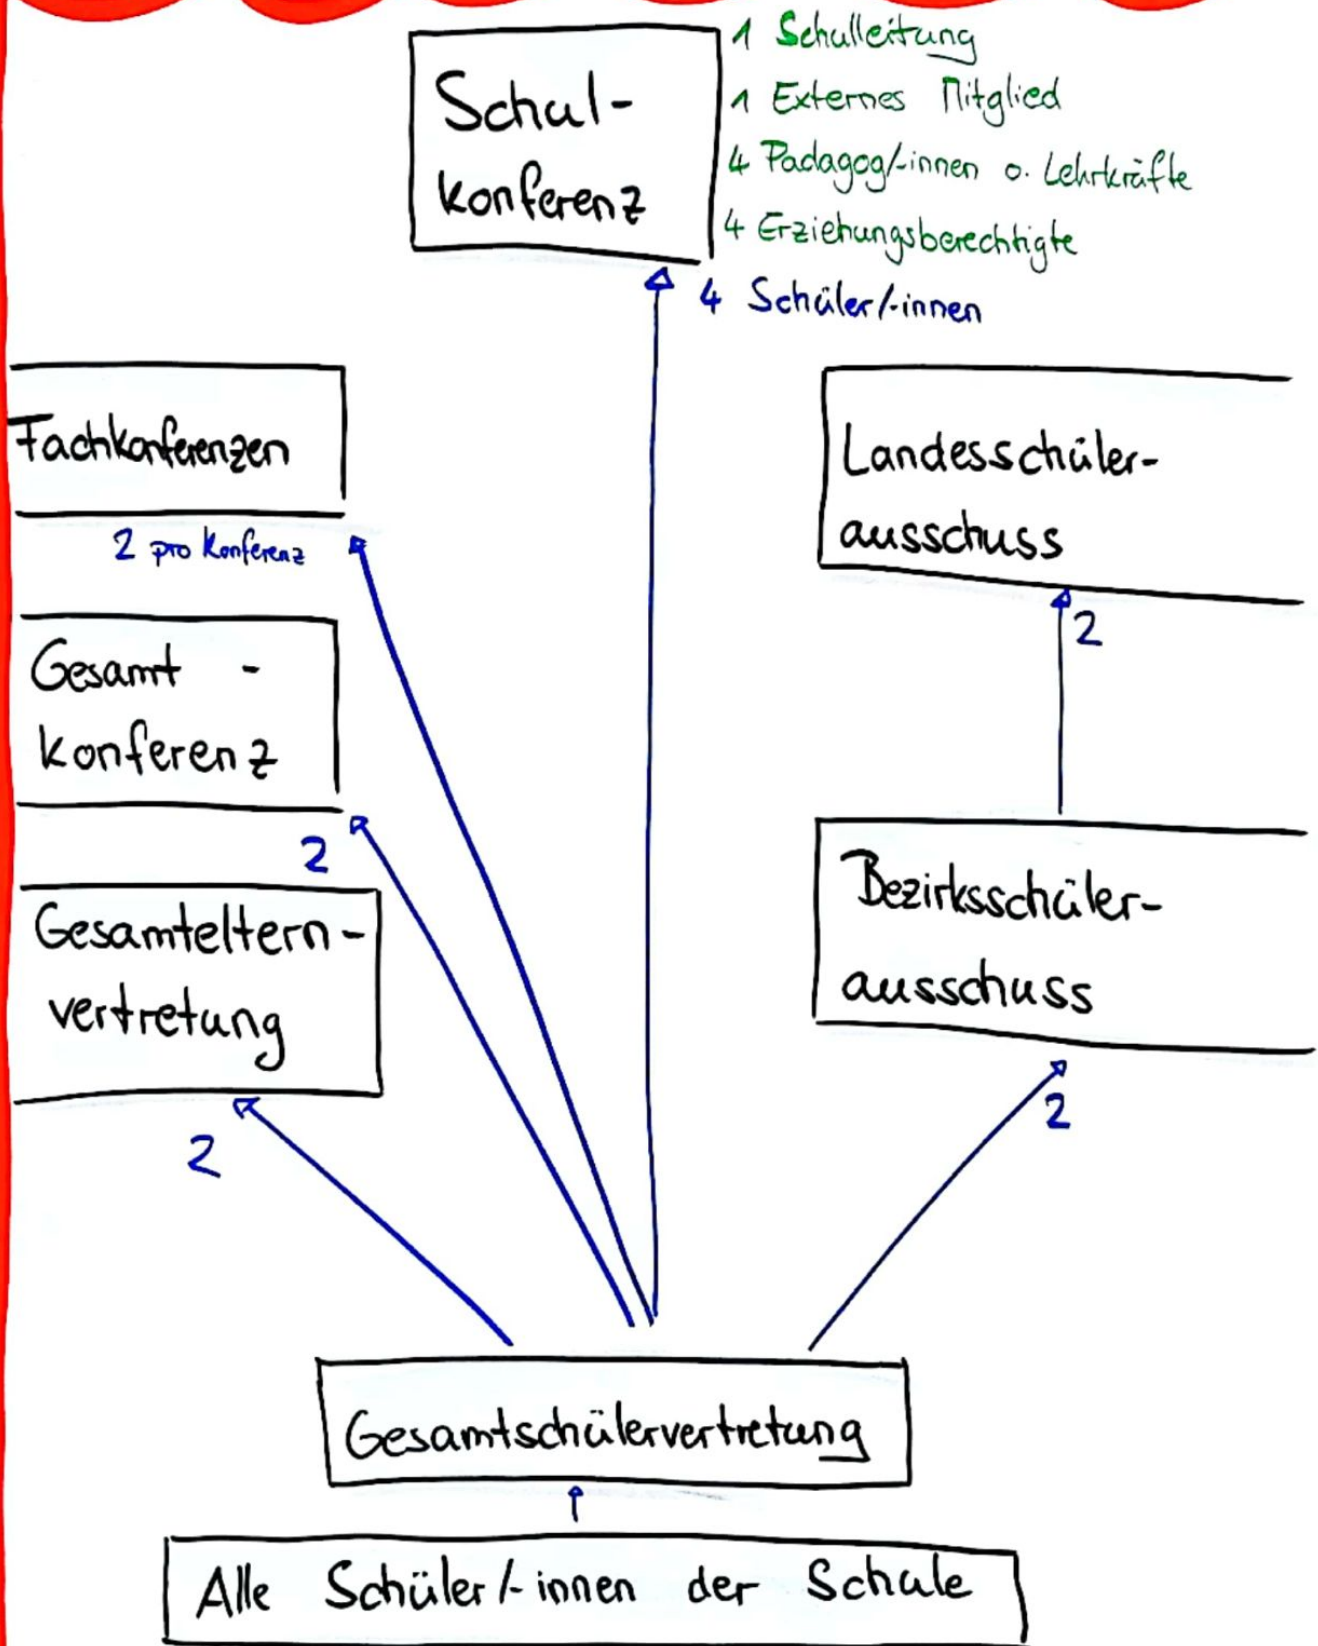 Schul-
konferenz
1 Schulleitung
1 Externes Mitglied
4 Padagog/-innen o. Lehrkräfte
4 Erziehungsberechtigte
4 Schüler/-innen
Fachkonferenzen
2 pro Konferenz
Gesamt -
konferenz
2
Gesamteltern-
vertretung
2
Landesschüler-
ausschuss
2
Bezirksschüler-
ausschuss
2
Gesamtschülervertretung
Alle Schüler/-innen der Schule